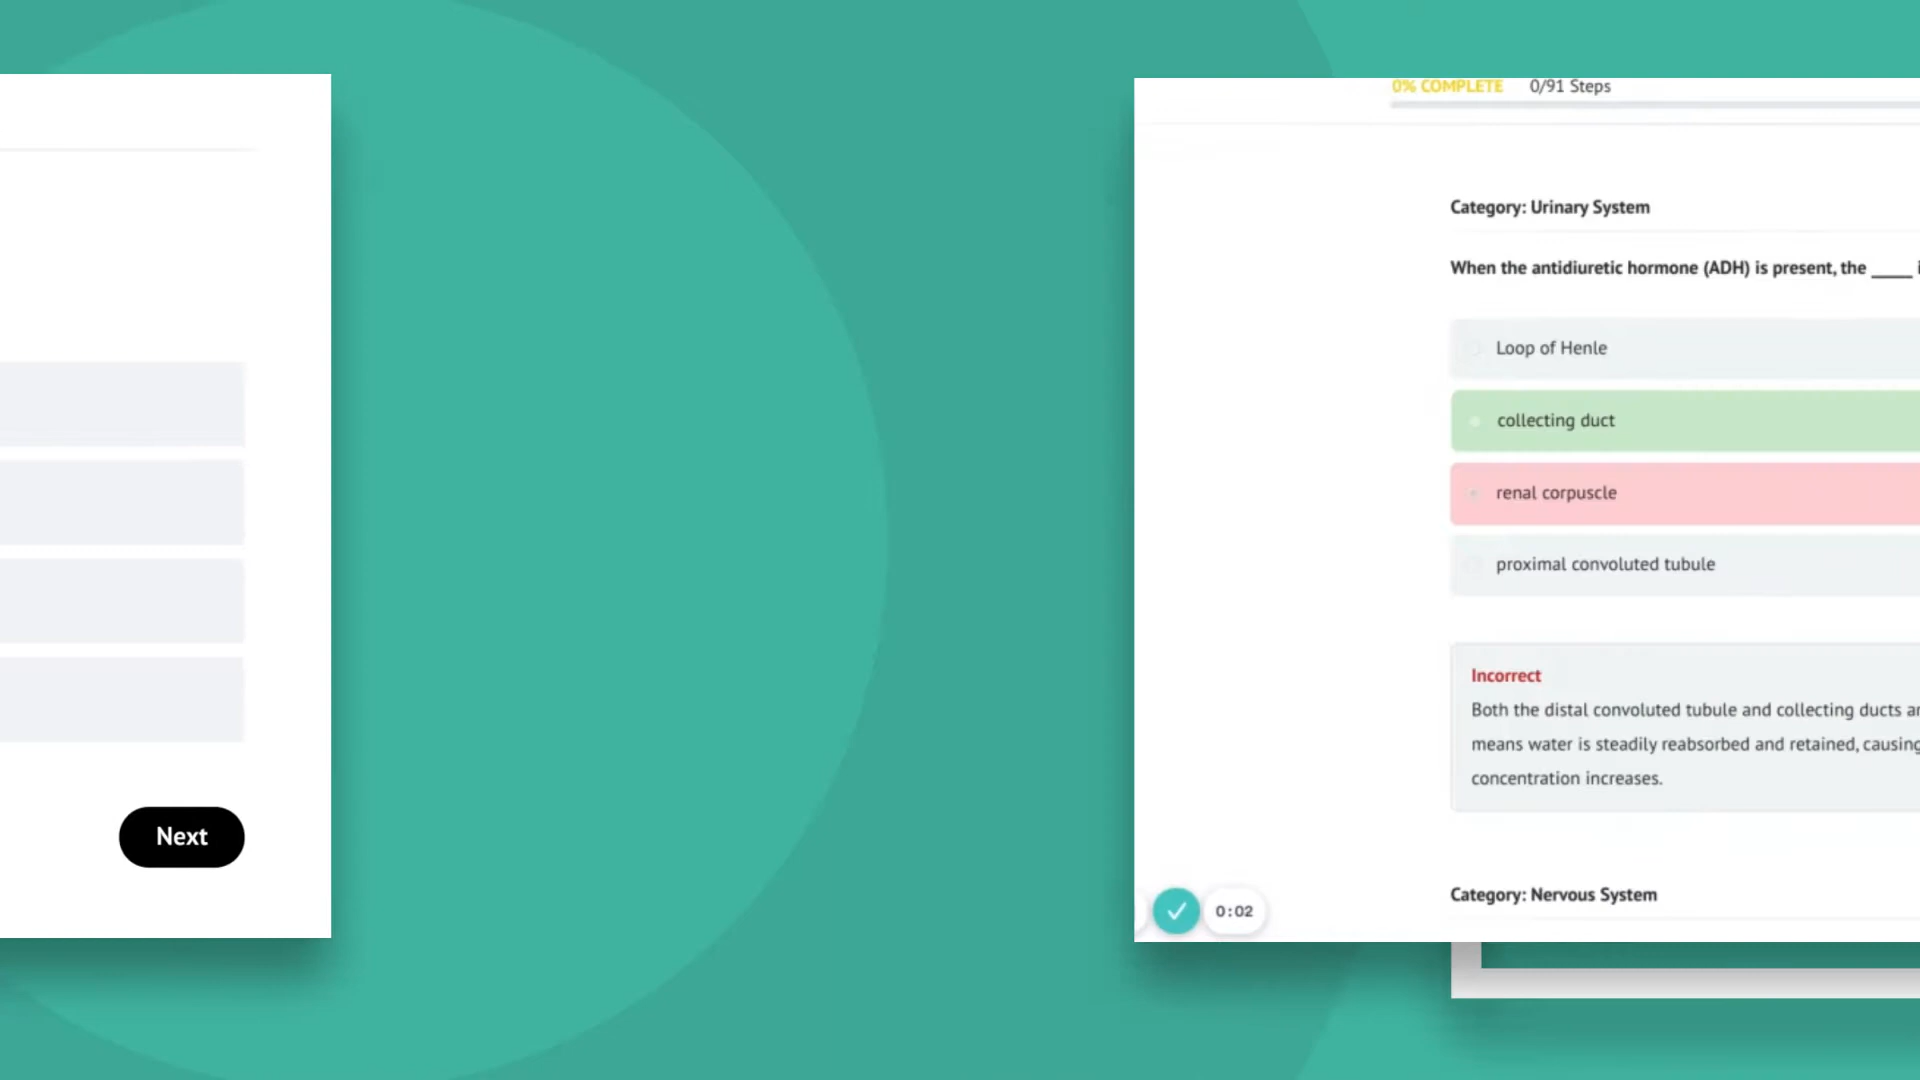 Next
0% COMPLETE 0/91 Steps
Category: Urinary System
When the antidiuretic hormone (ADH) is present, the _____
Loop of Henle
collecting duct
renal corpuscle
proximal convoluted tubule
Incorrect
Both the distal convoluted tubule and collecting ducts
means water is steadily reabsorbed and retained, causing
concentration increases.
Category: Nervous System
0:02